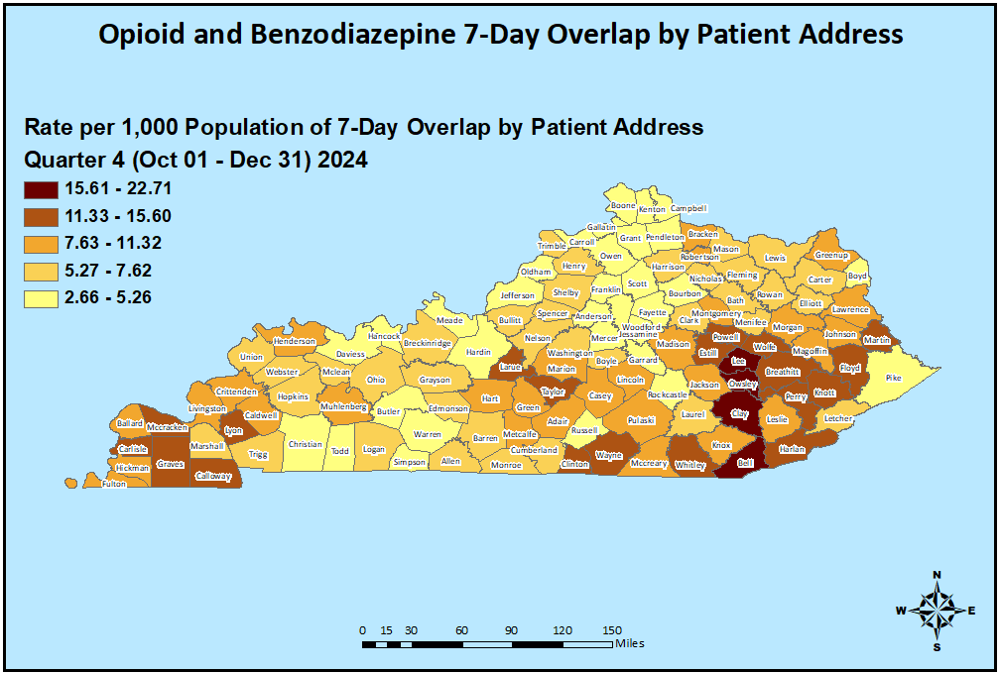 Opioid and Benzodiazepine 7-Day Overlap by Patient Address
Rate per 1,000 Population of 7-Day Overlap by Patient Address
Quarter 4 (Oct 01 - Dec 31) 2024
15.61 - 22.71
11.33 - 15.60
7.63 - 11.32
5.27 - 7.62
2.66 - 5.26
Boone
Kenton
Campbell
Gallatin
Trimble
Carroll
Grant
Pendleton
Bracken
Mason
Owen
Robertson
Lewis
Greenup
Oldham
Henry
Harrison
Nicholas
Fleming
Carter
Boyd
Jefferson
Shelby
Franklin
Scott
Bourbon
Bath
Rowan
Elliott
Lawrence
Meade
Bullitt
Spencer
Anderson
Fayette
Woodford
Jessamine
Clark
Montgomery
Menifee
Morgan
Johnson
Martin
Hancock
Breckinridge
Hardin
Nelson
Washington
Mercer
Boyle
Garrard
Madison
Estill
Powell
Wolfe
Magoffin
Floyd
Pike
Henderson
Daviess
Union
Webster
Mclean
Ohio
Grayson
Larue
Marion
Lee
Breathitt
Knott
Crittenden
Hopkins
Muhlenberg
Butler
Edmonson
Hart
Green
Taylor
Casey
Lincoln
Rockcastle
Jackson
Owsley
Perry
Livingston
Caldwell
Lyon
Ballard
Mccracken
Carlisle
Graves
Marshall
Trigg
Christian
Todd
Logan
Warren
Barren
Metcalfe
Adair
Russell
Pulaski
Laurel
Clay
Leslie
Letcher
Hickman
Fulton
Calloway
Simpson
Allen
Monroe
Cumberland
Clinton
Wayne
Mccreary
Whitley
Knox
Bell
Harlan
N
W
E
S
0 15 30 60 90 120 150
Miles